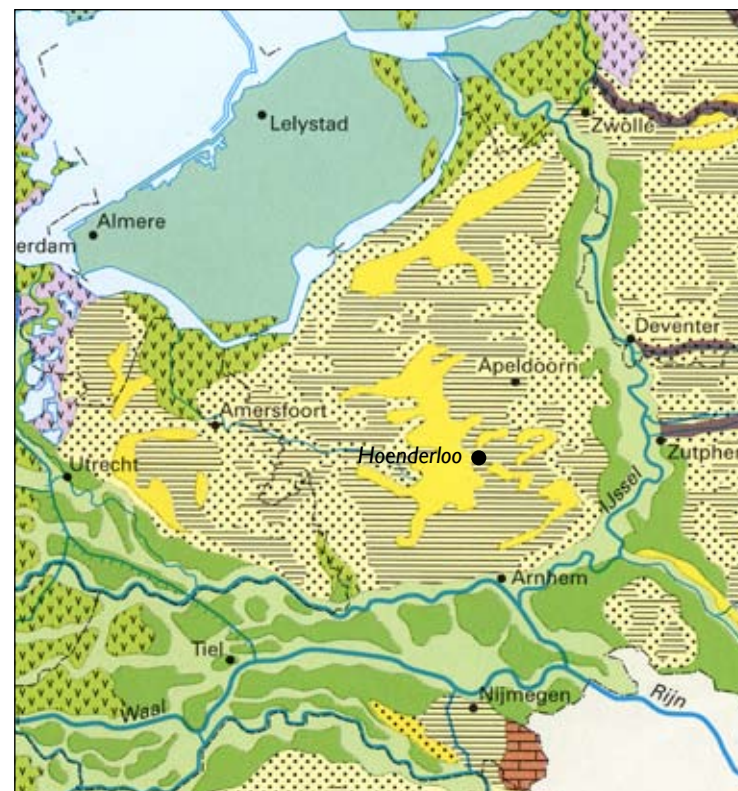 Lelystad
Zwolle
Almere
erdam
Deventer
Apeldoorn
Amersfoort
Hoenderloo
Zutphen
Utrecht
IJssel
Arnhem
Tiel
Nijmegen
Rijn
Waal